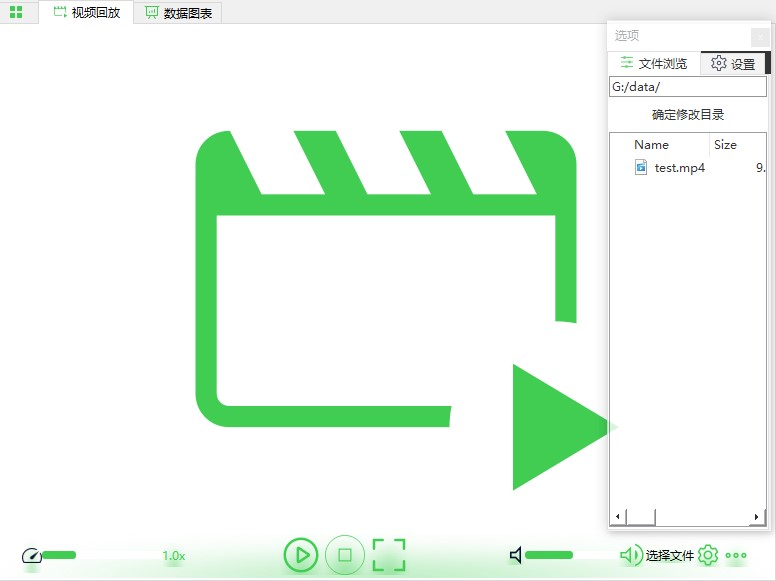 视频回放
数据图表
选项
文件浏览
设置
G:/data/
确定修改目录
Name
Size
test.mp4
9.
1.0x
选择文件